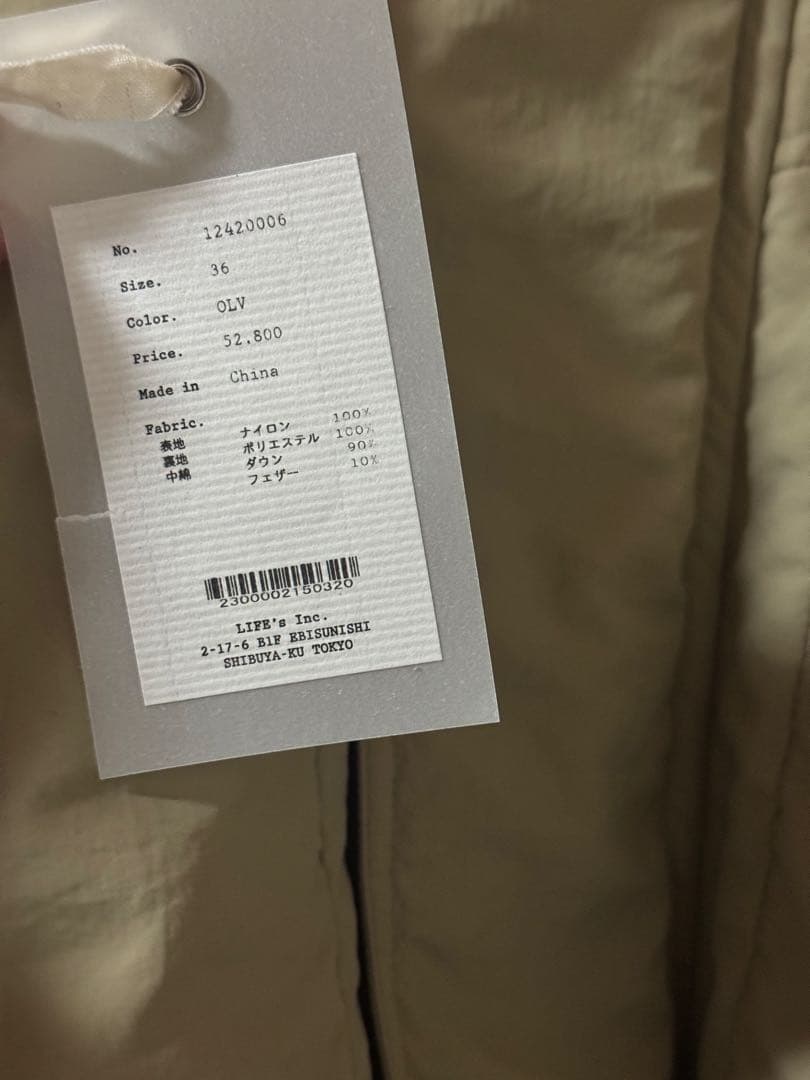 No. 12420006
Size. 36
Color. OLV
Price. 52,800
Made in China
Fabric.
表地 ナイロン 100%
裏地 ポリエステル 100%
中綿 ダウン 90%
フェザー 10%
2300002150320
LIFE's Inc.
2-17-6 B1F EBISUNISHI
SHIBUYA-KU TOKYO